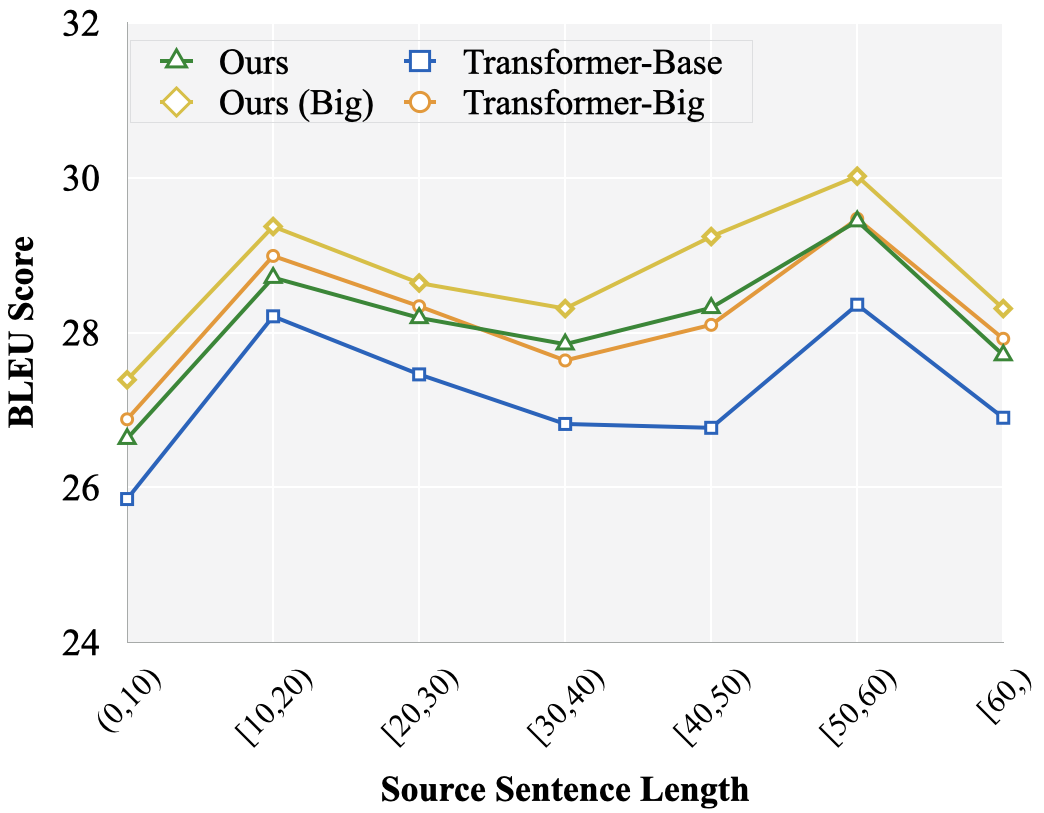 32
30
28
26
24
BLEU Score
Ours
Transformer-Base
Ours (Big)
Transformer-Big
(0,10)
[10,20)
[20,30)
[30,40)
[40,50)
[50,60)
[60,)
Source Sentence Length